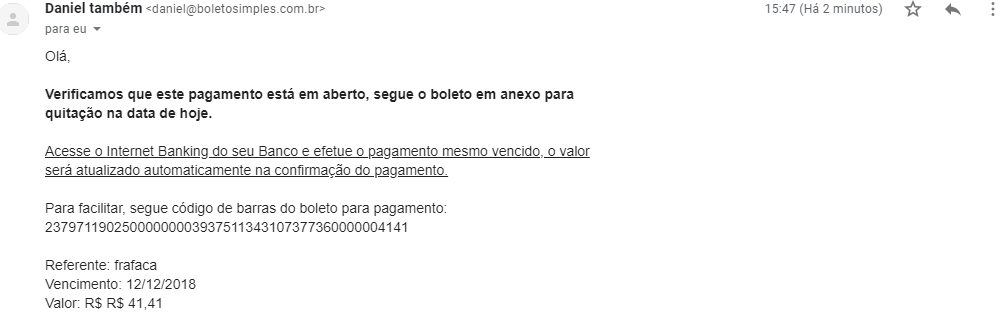 Daniel também <daniel@boletosimples.com.br>
15:47 (Há 2 minutos)
para eu
Olá,
Verificamos que este pagamento está em aberto, segue o boleto em anexo para
quitação na data de hoje.
Acesse o Internet Banking do seu Banco e efetue o pagamento mesmo vencido, o valor
será atualizado automaticamente na confirmação do pagamento.
Para facilitar, segue código de barras do boleto para pagamento:
23797119025000000003937511343107377360000004141
Referente: frafaca
Vencimento: 12/12/2018
Valor: R$ R$ 41,41